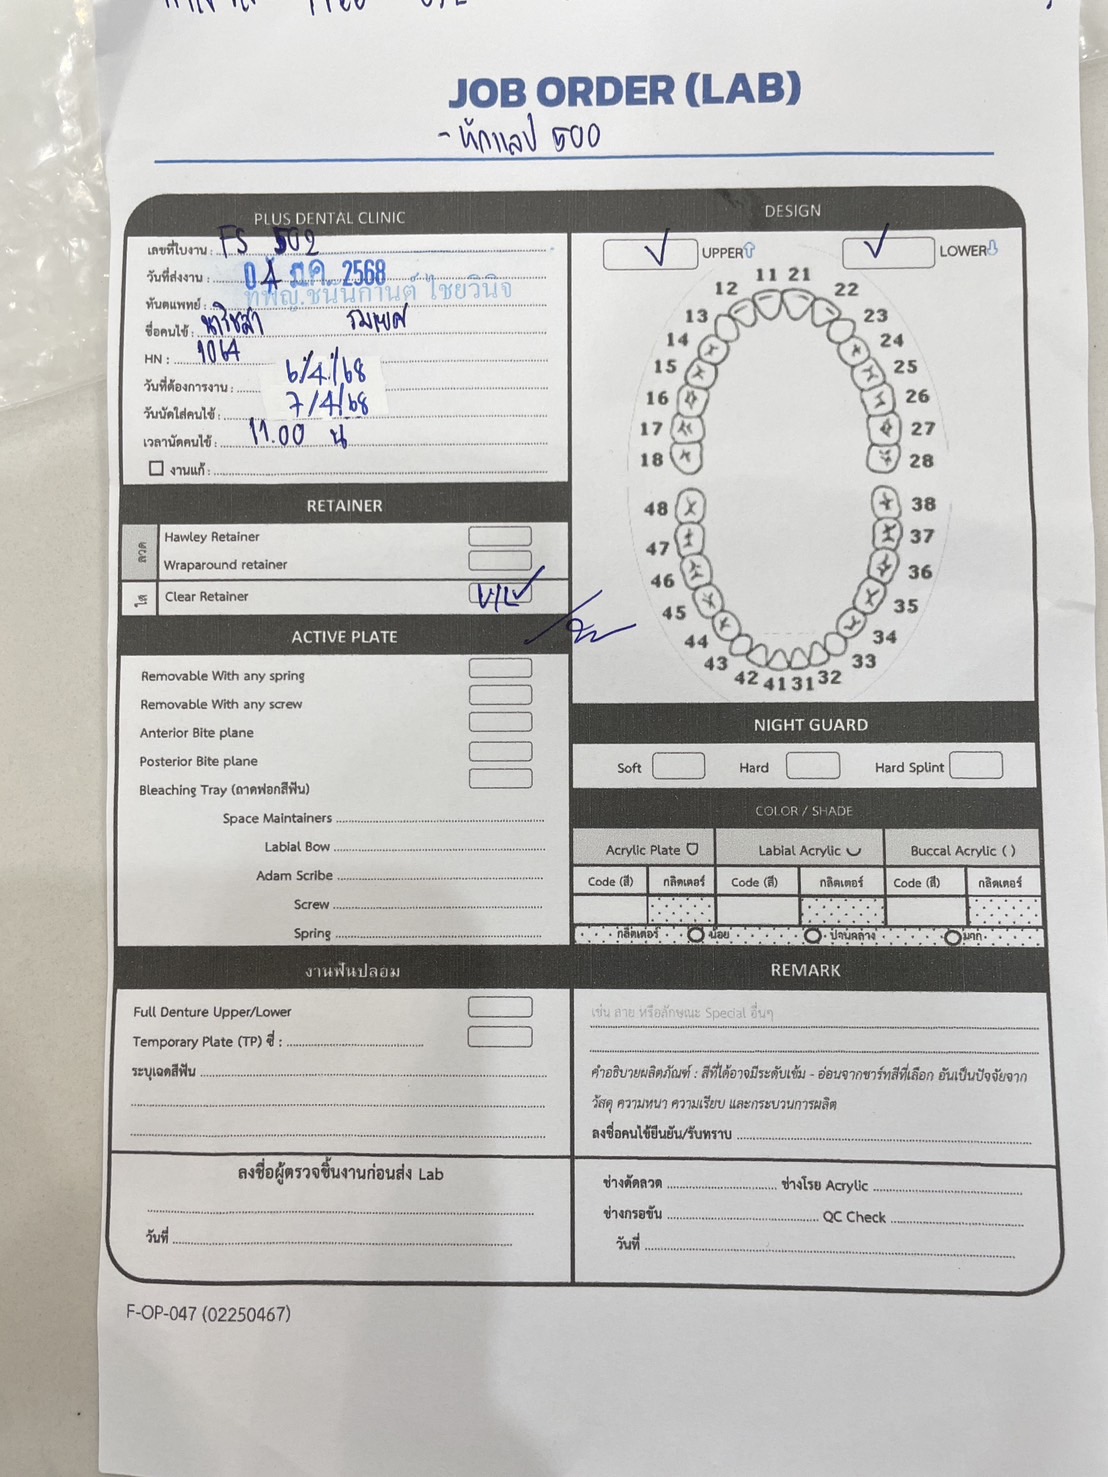 JOB ORDER (LAB)
- หักแลป 500
PLUS DENTAL CLINIC
เลขที่ใบงาน : FS 502
วันที่ส่งงาน : 04 2568
ทันตแพทย์ : ทพญ.ชนันกานต์ ไชยวินิจ
ชื่อคนไข้ :
HN : 1064
วันที่ต้องการงาน : 6/4/68
วันนัดใส่คนไข้ : 7/4/68
เวลานัดคนไข้ : 11.00 น
งานแก้ :
DESIGN
UPPER
LOWER
11 21
12 22
13 23
14 24
15 25
16 26
17 27
18 28
48 38
47 37
46 36
45 35
44 34
43 33
42 41 31 32
RETAINER
ลวด
Hawley Retainer
Wraparound retainer
ใส
Clear Retainer U/L
ACTIVE PLATE
Removable With any spring
Removable With any screw
Anterior Bite plane
Posterior Bite plane
Bleaching Tray (ถาดฟอกสีฟัน)
Space Maintainers
Labial Bow
Adam Scribe
Screw
Spring
NIGHT GUARD
Soft Hard Hard Splint
COLOR / SHADE
Acrylic Plate Labial Acrylic Buccal Acrylic ( )
Code (สี) กลิตเตอร์ Code (สี) กลิตเตอร์ Code (สี) กลิตเตอร์
กลิตเตอร์ น้อย ปานกลาง มาก
งานฟันปลอม
Full Denture Upper/Lower
Temporary Plate (TP) ซี่ :
ระบุเฉดสีฟัน
REMARK
เช่น ลาย หรือลักษณะ Special อื่นๆ
คำอธิบายผลิตภัณฑ์ : สีที่ได้อาจมีระดับเข้ม - อ่อนจากชาร์ทสีที่เลือก อันเป็นปัจจัยจาก
วัสดุ ความหนา ความเรียบ และกระบวนการผลิต
ลงชื่อคนไข้ยืนยัน/รับทราบ
ลงชื่อผู้ตรวจชิ้นงานก่อนส่ง Lab
วันที่
ช่างดัดลวด ช่างโรย Acrylic
ช่างกรอขัน QC Check
วันที่
F-OP-047 (02250467)